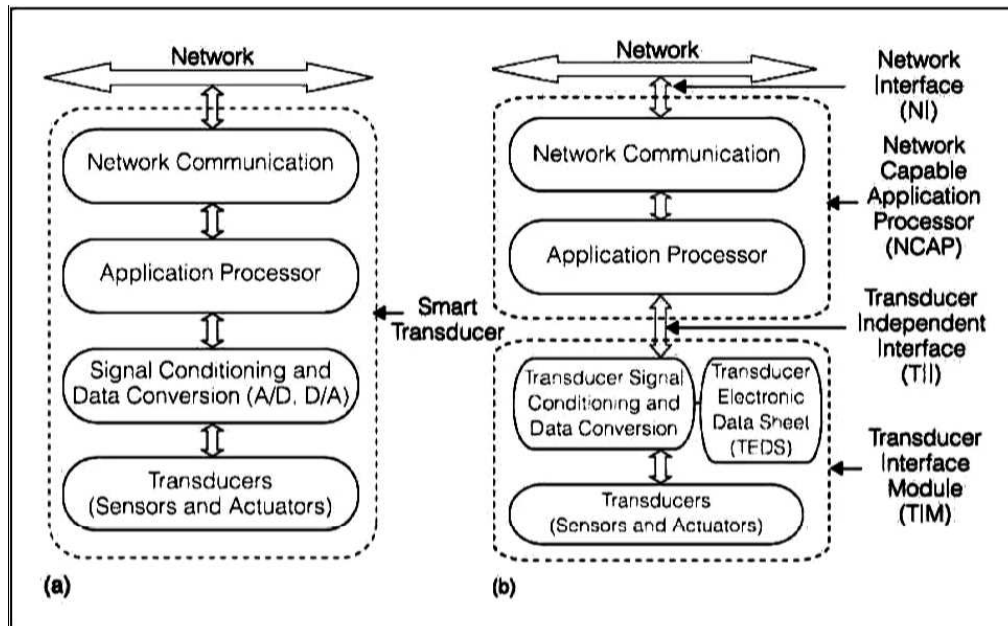 Network
Network Communication
Application Processor
Signal Conditioning and
Data Conversion (A/D, D/A)
Transducers
(Sensors and Actuators)
Smart
Transducer
(a)
Network
Network Communication
Application Processor
Transducer Signal
Conditioning and
Data Conversion
Transducer
Electronic
Data Sheet
(TEDS)
Transducers
(Sensors and Actuators)
(b)
Network
Interface
(NI)
Network
Capable
Application
Processor
(NCAP)
Transducer
Independent
Interface
(TII)
Transducer
Interface
Module
(TIM)